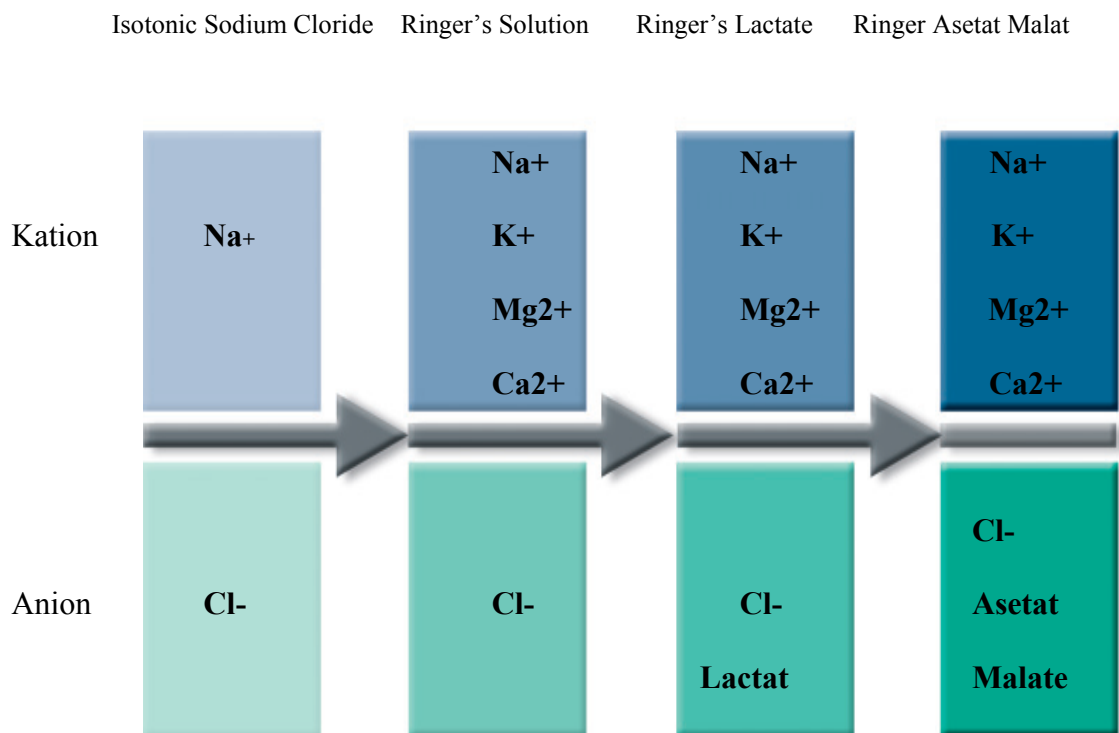 Isotonic Sodium Cloride Ringer's Solution Ringer's Lactate Ringer Asetat Malat
Na+ Na+ Na+
Kation Na+ K+ K+ K+
Mg2+ Mg2+ Mg2+
Ca2+ Ca2+ Ca2+
Cl-
Anion Cl- Cl- Cl- Asetat
Lactat Malate